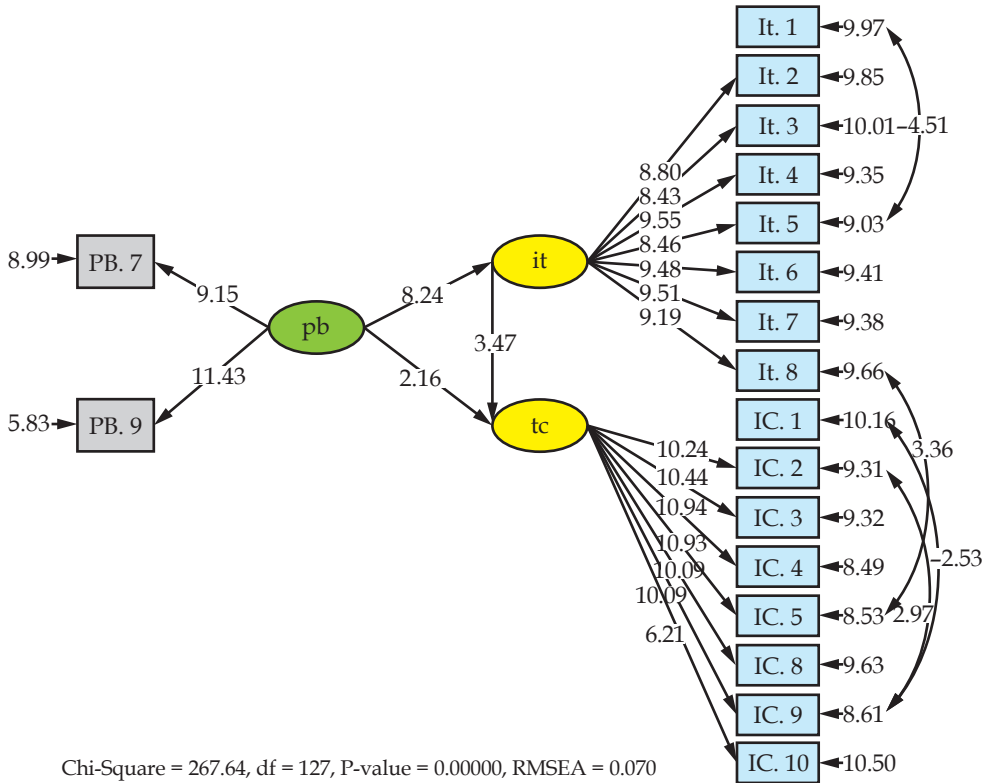 It. 1
9.97
It. 2
9.85
It. 3
10.01
–4.51
8.80
It. 4
9.35
8.43
9.55
It. 5
9.03
8.99
PB. 7
it
8.46
9.48
It. 6
9.41
9.15
8.24
9.51
9.19
It. 7
9.38
pb
3.47
It. 8
9.66
11.43
2.16
5.83
PB. 9
tc
IC. 1
10.16
10.24
3.36
IC. 2
9.31
10.44
10.94
IC. 3
9.32
10.93
10.09
IC. 4
8.49
–2.53
10.09
IC. 5
8.53
2.97
6.21
IC. 8
9.63
IC. 9
8.61
IC. 10
10.50
Chi-Square = 267.64, df = 127, P-value = 0.00000, RMSEA = 0.070